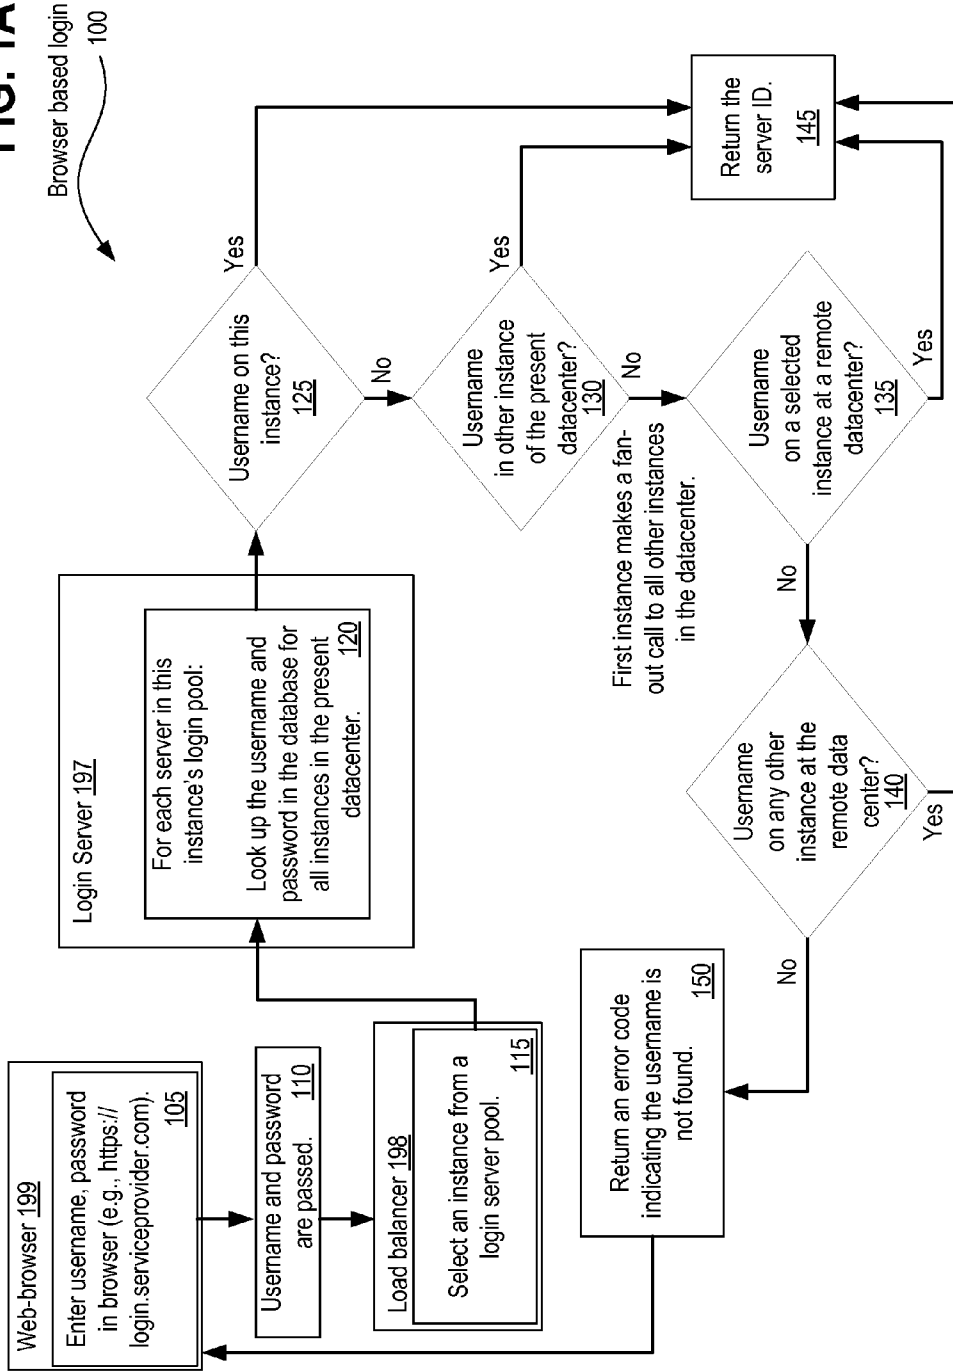 FIG. 1A
Browser based login
100
Web-browser 199
Enter username, password
in browser (e.g., https://
login.serviceprovider.com).
105
Username and password
are passed.
110
Load balancer 198
Select an instance from a
login server pool.
115
Login Server 197
For each server in this
instance's login pool:
Look up the username and
password in the database for
all instances in the present
datacenter.
120
Username on this
instance?
125
Yes
No
Username
in other instance
of the present
datacenter?
130
Yes
No
First instance makes a fan-
out call to all other instances
in the datacenter.
Username
on a selected
instance at a remote
datacenter?
135
Yes
No
Username
on any other
instance at the
remote data
center?
140
Yes
No
Return the
server ID.
145
Return an error code
indicating the username is
not found.
150